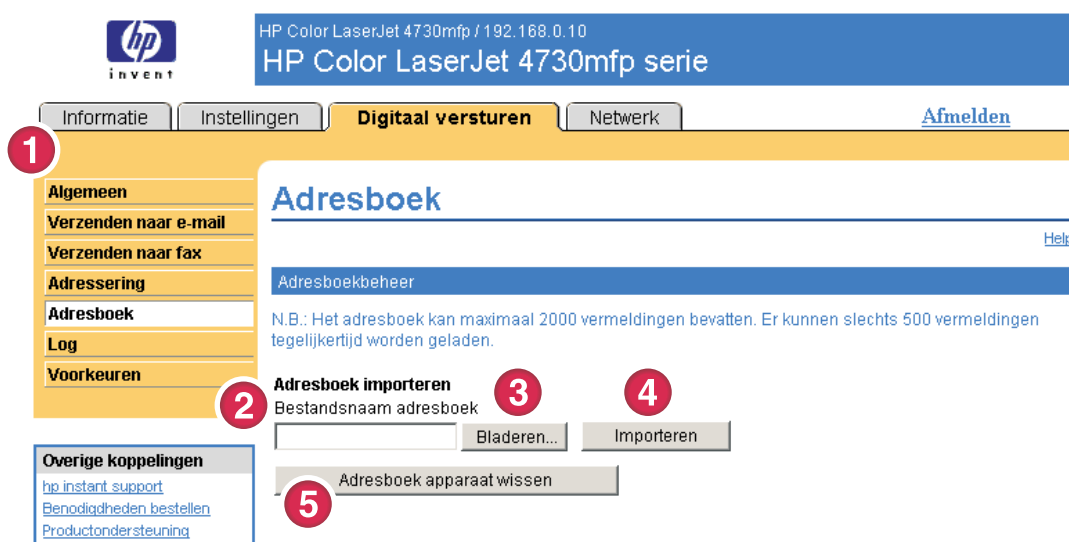 hp
invent
HP Color LaserJet 4730mfp / 192.168.0.10
HP Color LaserJet 4730mfp serie
Informatie
Instellingen
Digitaal versturen
Netwerk
Afmelden
1
Algemeen
Verzenden naar e-mail
Verzenden naar fax
Adressering
Adresboek
Log
Voorkeuren
Adresboek
Help
Adresboekbeheer
N.B.: Het adresboek kan maximaal 2000 vermeldingen bevatten. Er kunnen slechts 500 vermeldingen
tegelijkertijd worden geladen.
Adresboek importeren
2
Bestandsnaam adresboek
3
4
Bladeren...
Importeren
Adresboek apparaat wissen
5
Overige koppelingen
hp instant support
Benodigdheden bestellen
Productondersteuning